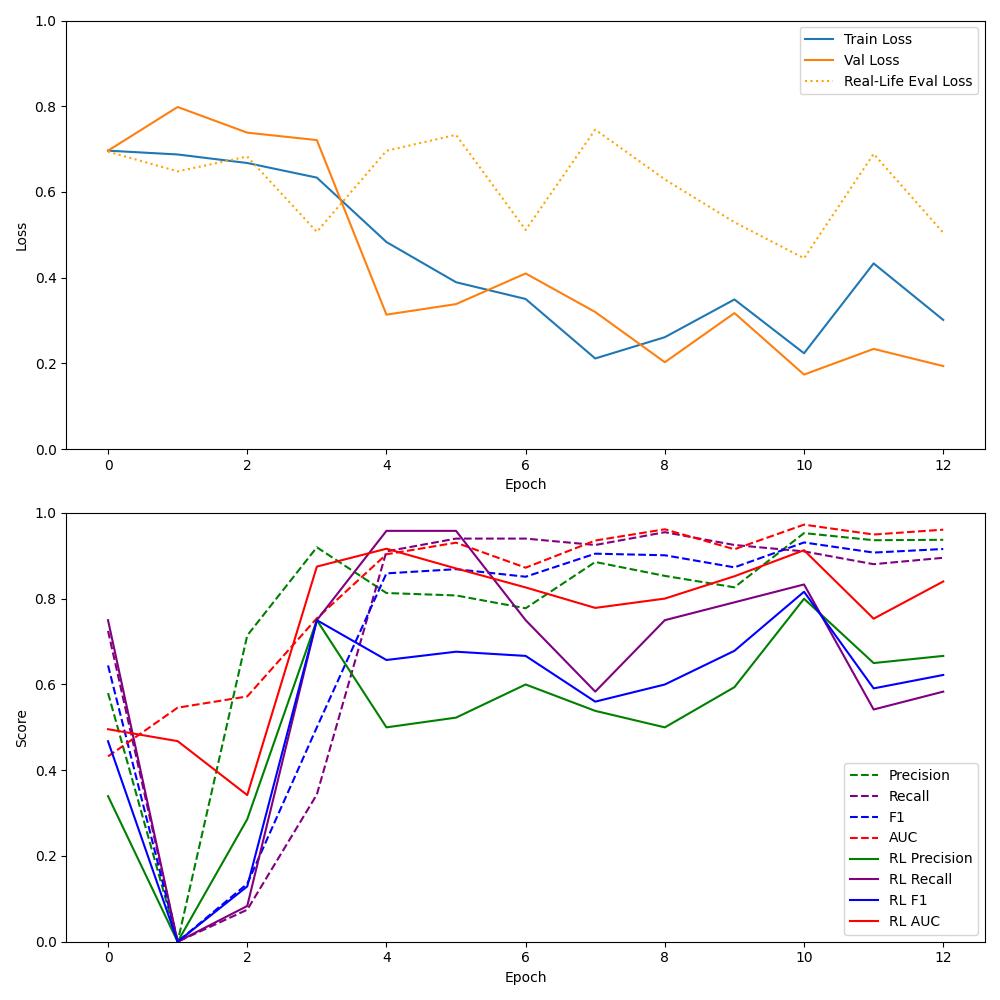 1.0
0.8
0.6
0.4
0.2
0.0
Loss
Train Loss
Val Loss
Real-Life Eval Loss
0 2 4 6 8 10 12
Epoch
1.0
0.8
0.6
0.4
0.2
0.0
Score
Precision
Recall
F1
AUC
RL Precision
RL Recall
RL F1
RL AUC
0 2 4 6 8 10 12
Epoch